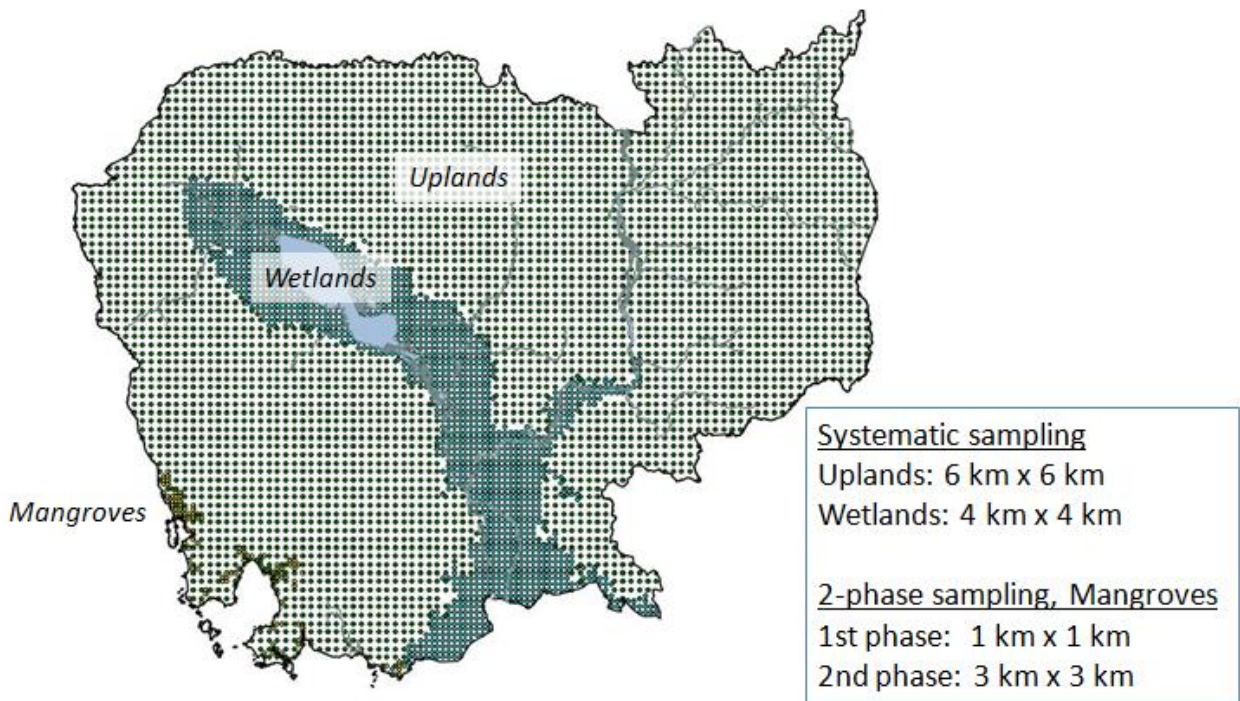 Uplands
Wetlands
Mangroves
Systematic sampling
Uplands: 6 km x 6 km
Wetlands: 4 km x 4 km
2-phase sampling, Mangroves
1st phase: 1 km x 1 km
2nd phase: 3 km x 3 km